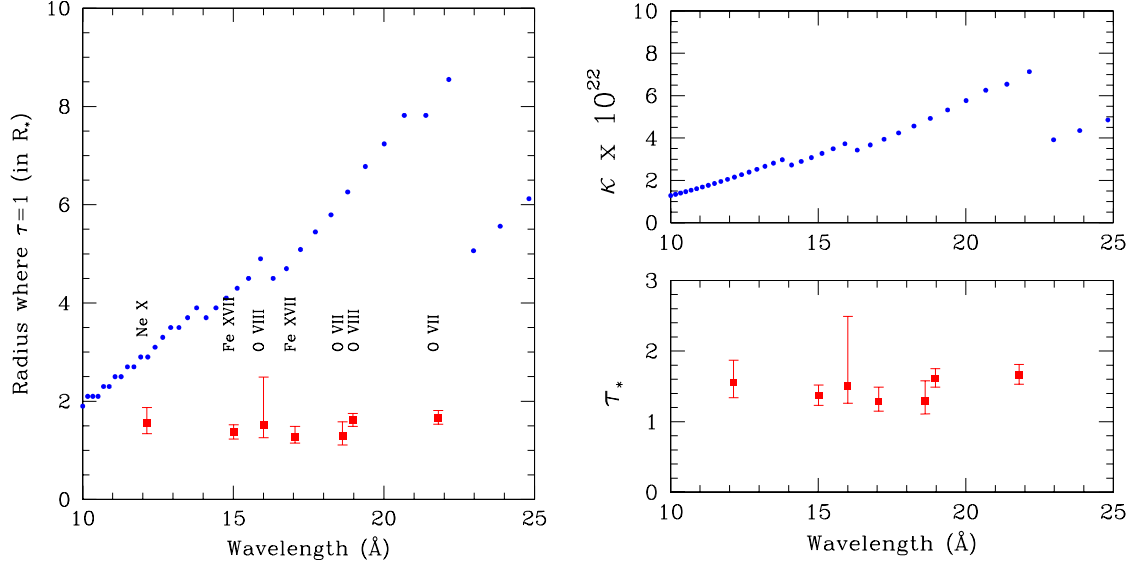 Radius where τ=1 (in R*)
10
8
6
4
2
0
Ne X
Fe XVII
O VIII
Fe XVII
O VII
O VIII
O VII
10 15 20 25
Wavelength (Å)
κ x 10^22
10
8
6
4
2
0
10 15 20 25
τ*
3
2
1
0
10 15 20 25
Wavelength (Å)